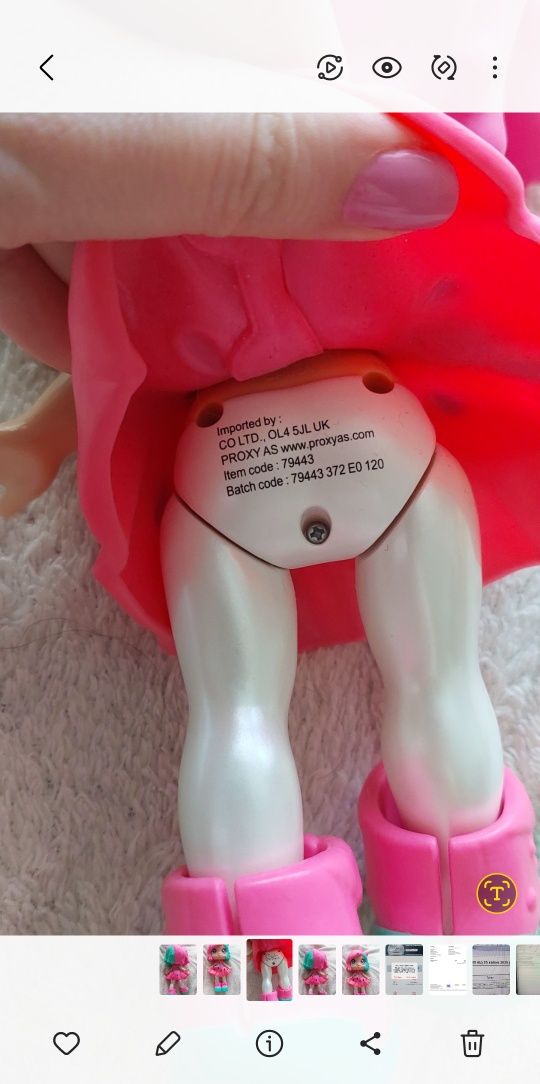 Imported by :
CO LTD., OL4 5JL UK
PROXY AS www.proxyas.com
Item code : 79443
Batch code : 79443 372 E0 120
T